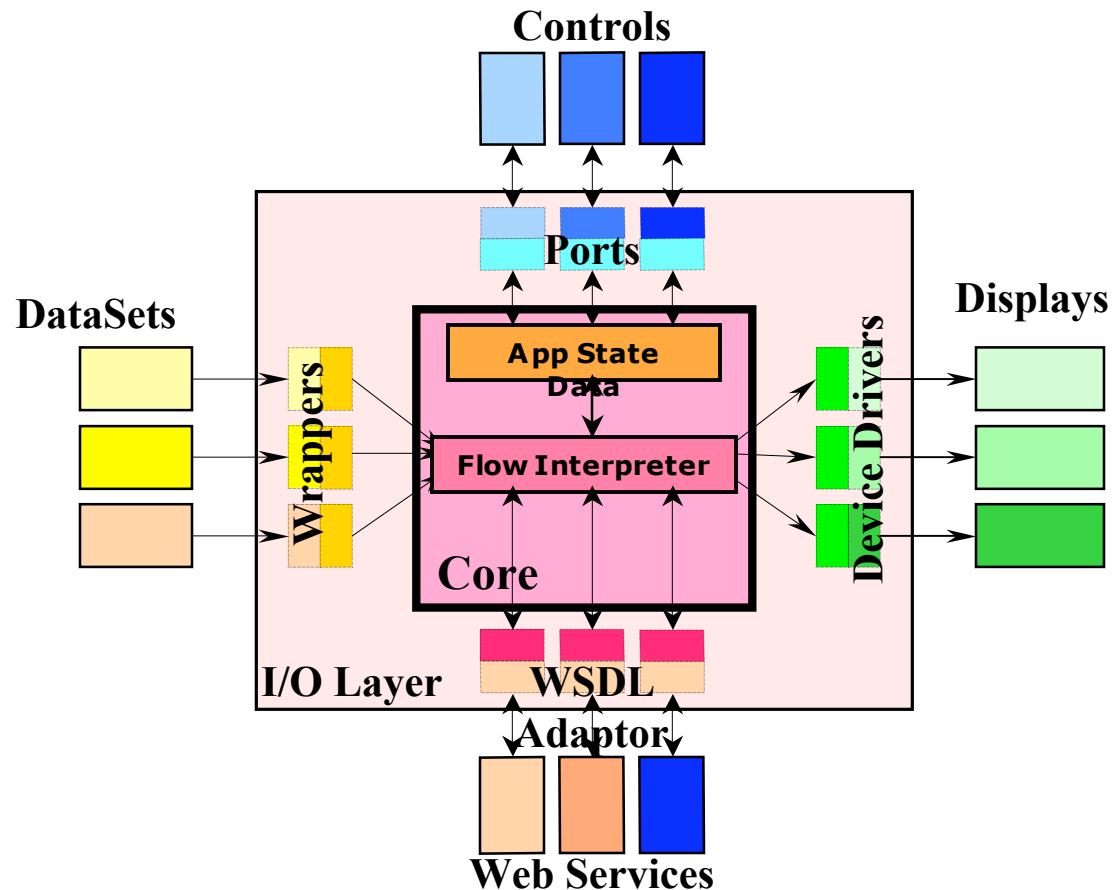 Controls
Ports
DataSets
Displays
App State
Data
Wrappers
Device Drivers
Flow Interpreter
Core
I/O Layer
WSDL
Adaptor
Web Services